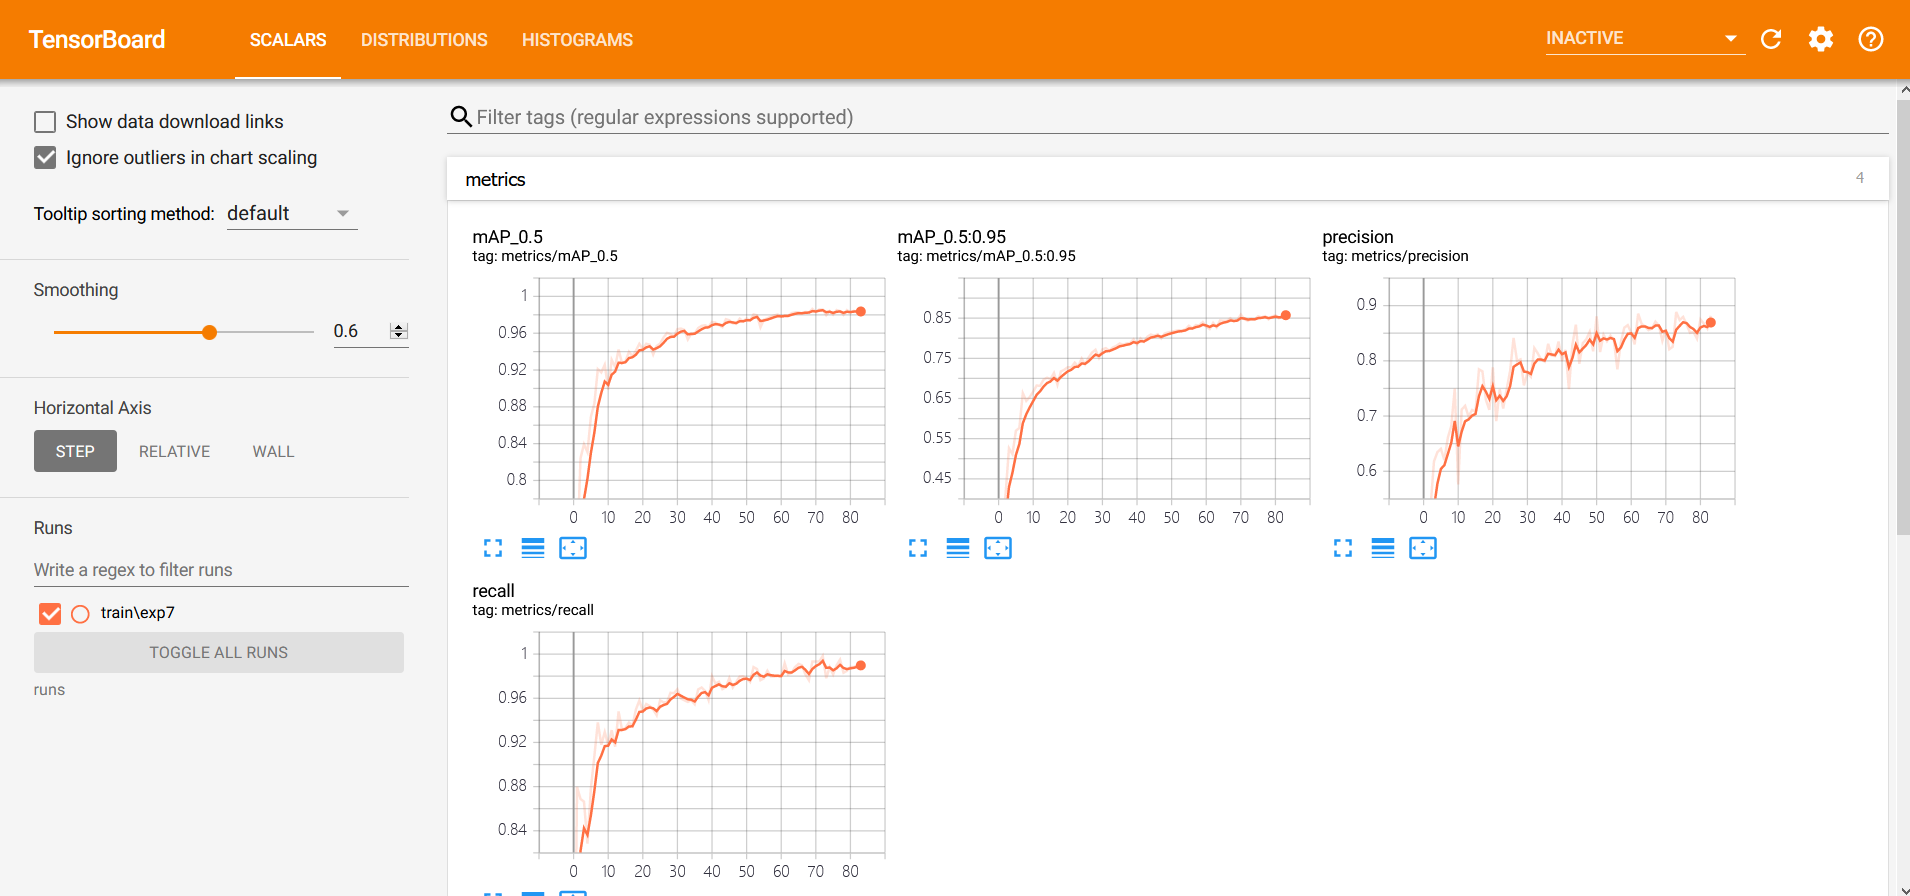 TensorBoard
SCALARS
DISTRIBUTIONS
HISTOGRAMS
INACTIVE
Show data download links
Ignore outliers in chart scaling
Tooltip sorting method: default
Smoothing
0.6
Horizontal Axis
STEP
RELATIVE
WALL
Runs
Write a regex to filter runs
train\exp7
TOGGLE ALL RUNS
runs
Filter tags (regular expressions supported)
metrics
4
mAP_0.5
tag: metrics/mAP_0.5
1
0.96
0.92
0.88
0.84
0.8
0 10 20 30 40 50 60 70 80
mAP_0.5:0.95
tag: metrics/mAP_0.5:0.95
0.85
0.75
0.65
0.55
0.45
0 10 20 30 40 50 60 70 80
precision
tag: metrics/precision
0.9
0.8
0.7
0.6
0 10 20 30 40 50 60 70 80
recall
tag: metrics/recall
1
0.96
0.92
0.88
0.84
0 10 20 30 40 50 60 70 80